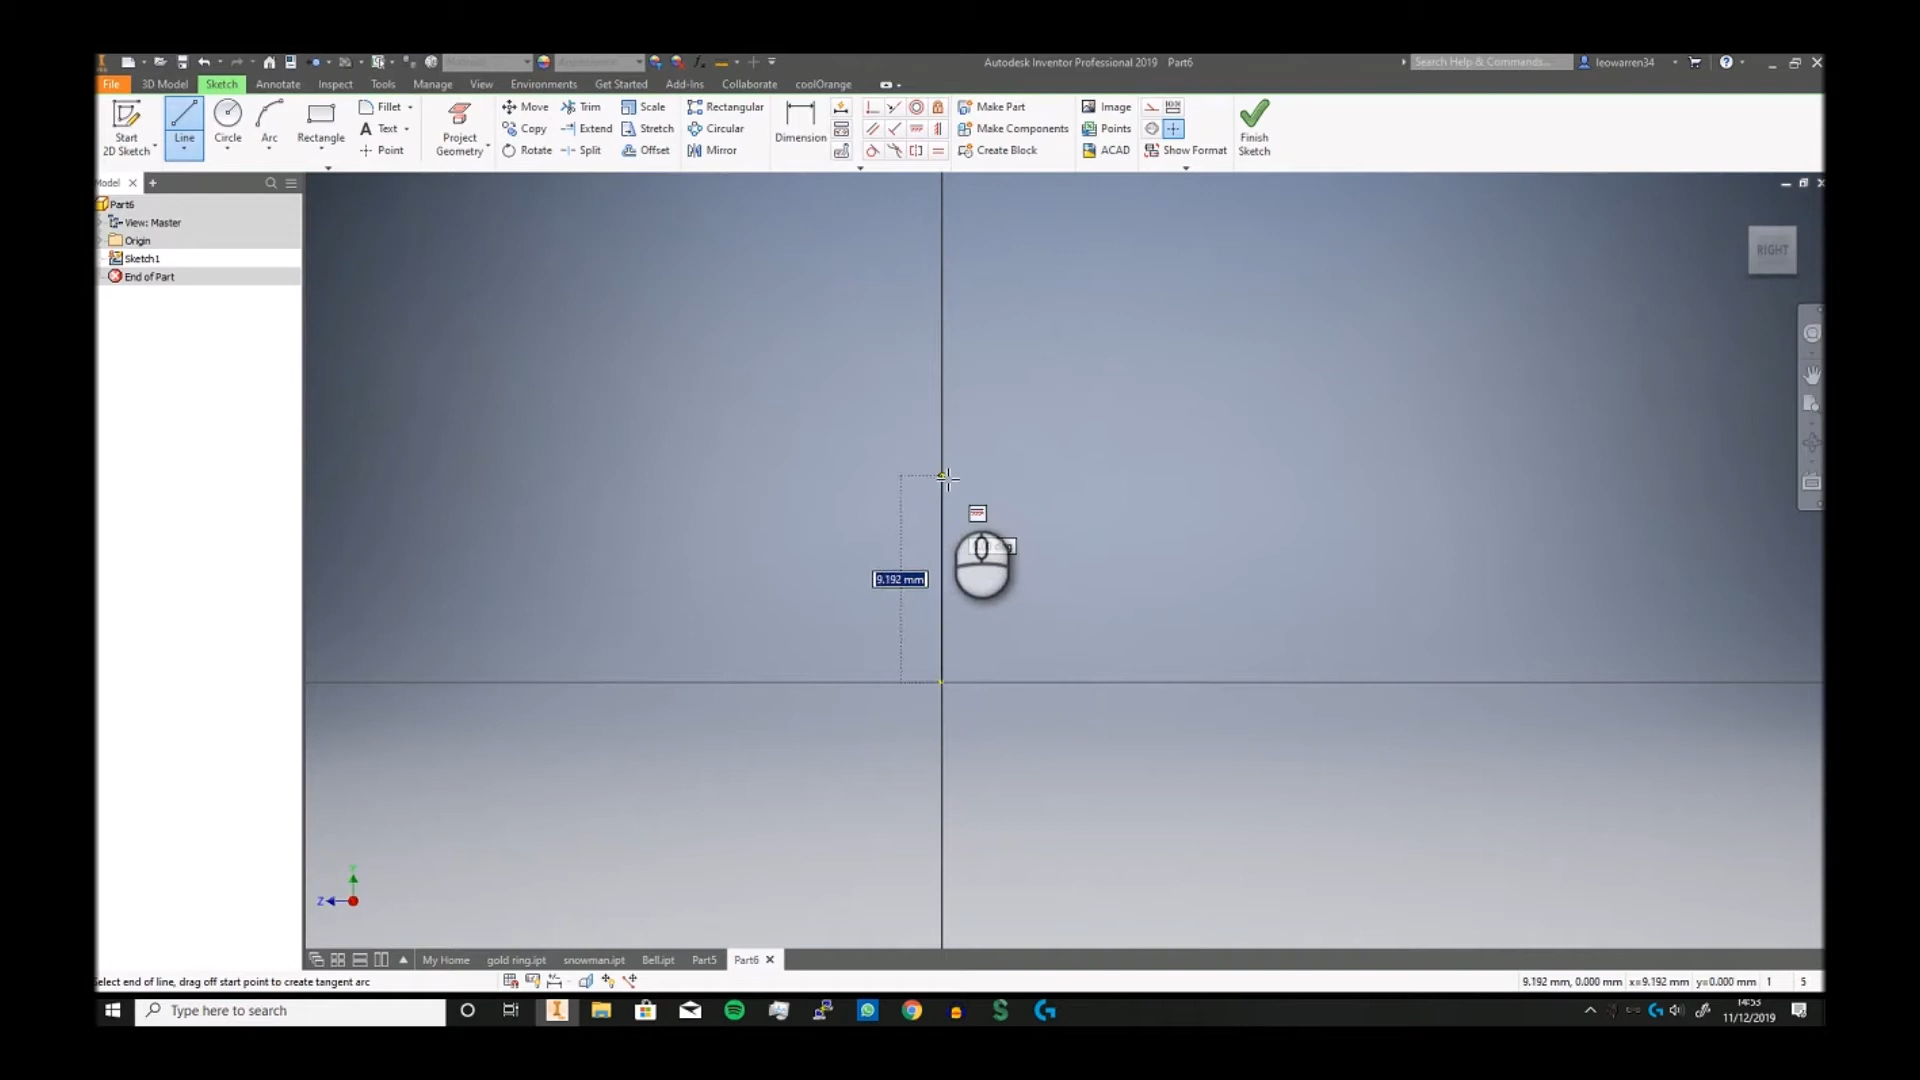 Autodesk Inventor Professional 2019 Part6
Search Help & Commands...
leowarren34
File 3D Model Sketch Annotate Inspect Tools Manage View Environments Get Started Add-Ins Vault Collaborate coolOrange
Start
2D Sketch
Line
Circle
Arc
Rectangle
Fillet
Text
Point
Project
Geometry
Move
Copy
Rotate
Trim
Extend
Split
Scale
Stretch
Offset
Rectangular
Circular
Mirror
Dimension
Make Part
Make Components
Create Block
Image
Points
ACAD
Show Format
Finish
Sketch
Model
Part6
View: Master
Origin
Sketch1
End of Part
RIGHT
9.192 mm
Y
Z
My Home gold ring.ipt snowman.ipt Bell.ipt Part5 Part6
elect end of line, drag off start point to create tangent arc
9.192 mm, 0.000 mm x=9.192 mm y=0.000 mm 1 5
Type here to search
14:53
11/12/2019